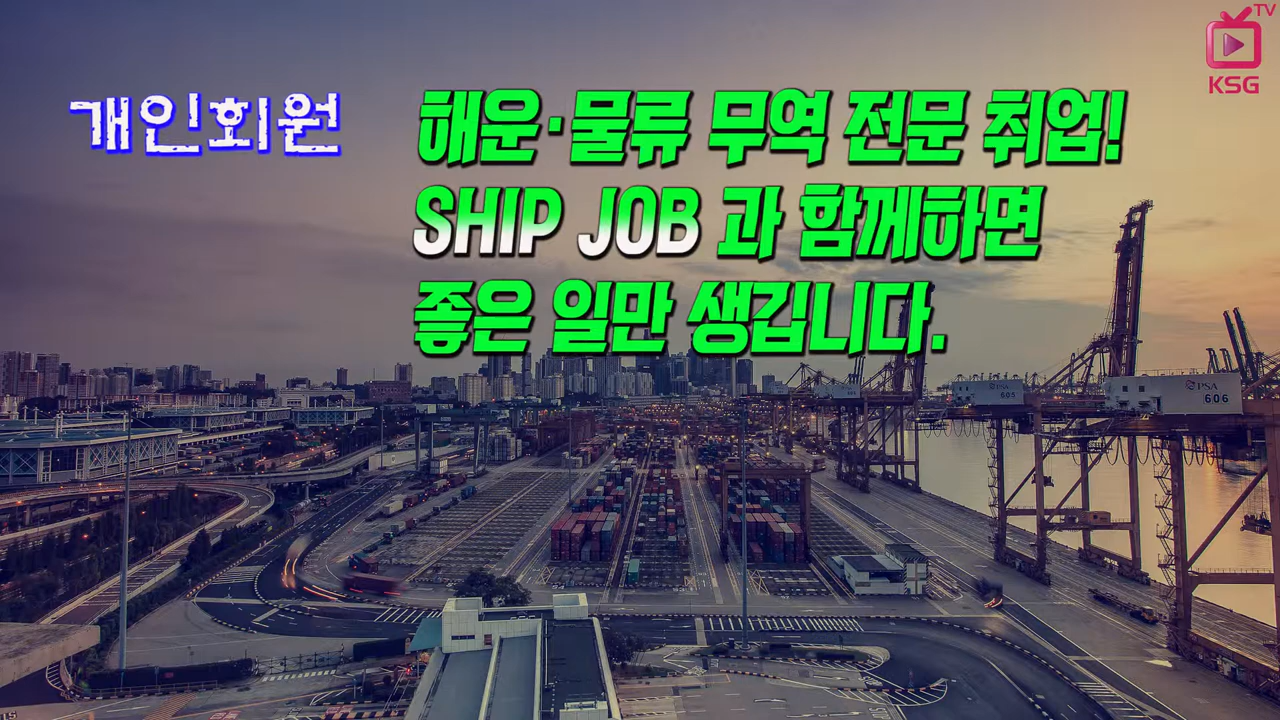 TV
KSG
개인회원
해운·물류 무역 전문 취업!
SHIP JOB 과 함께하면
좋은 일만 생깁니다.
PSA
605
PSA
606